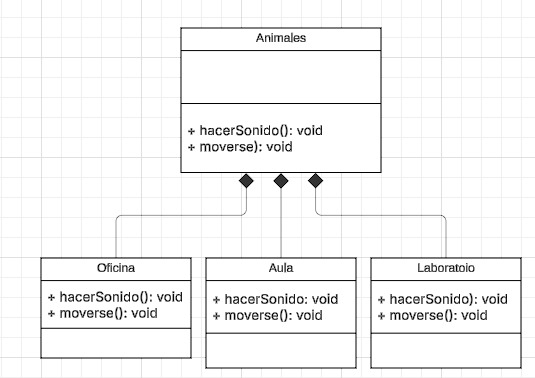 Animales
+ hacerSonido(): void
+ moverse): void
Oficina
+ hacerSonido(): void
+ moverse(): void
Aula
+ hacerSonido: void
+ moverse(): void
Laboratoio
+ hacerSonido): void
+ moverse(): void